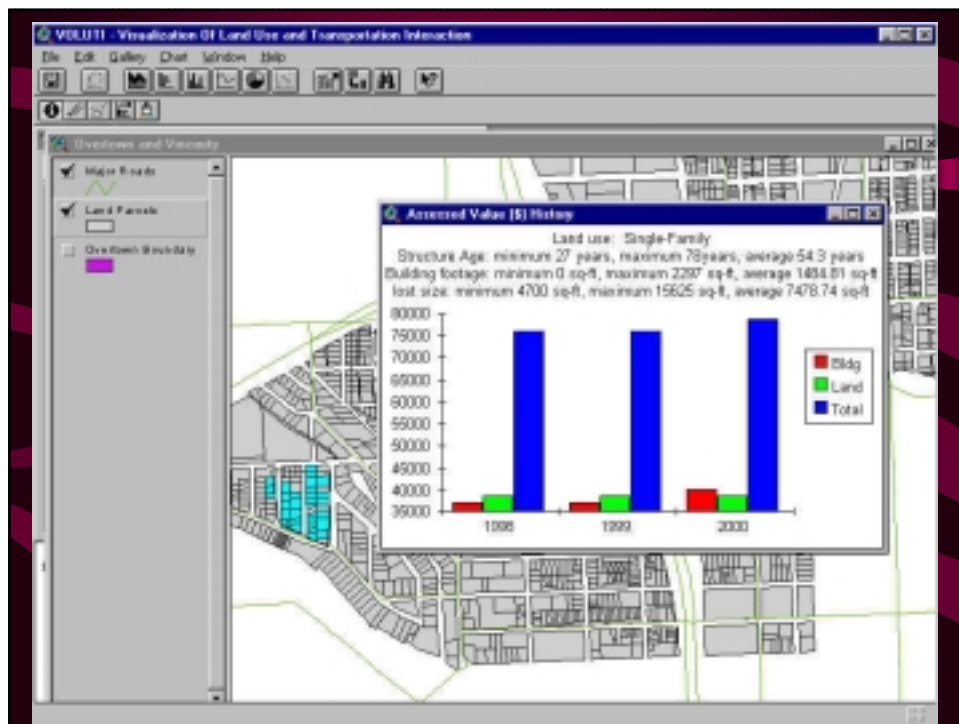 VOLUTI - Visualization Of Land Use and Transportation Interaction
File Edit Gallery Chart Window Help
Overtown and Vincinity
Major Roads
Land Parcels
Overtown Boundary
Assessed Value ($) History
Land use: Single-Family
Structure Age: minimum 27 years, maximum 78years, average 54.3 years
Building footage: minimum 0 sq-ft, maximum 2297 sq-ft, average 1484.81 sq-ft
lost size: minimum 4700 sq-ft, maximum 15625 sq-ft, average 7478.74 sq-ft
80000
75000
70000
65000
60000
55000
50000
45000
40000
35000
1998 1999 2000
Bldg
Land
Total